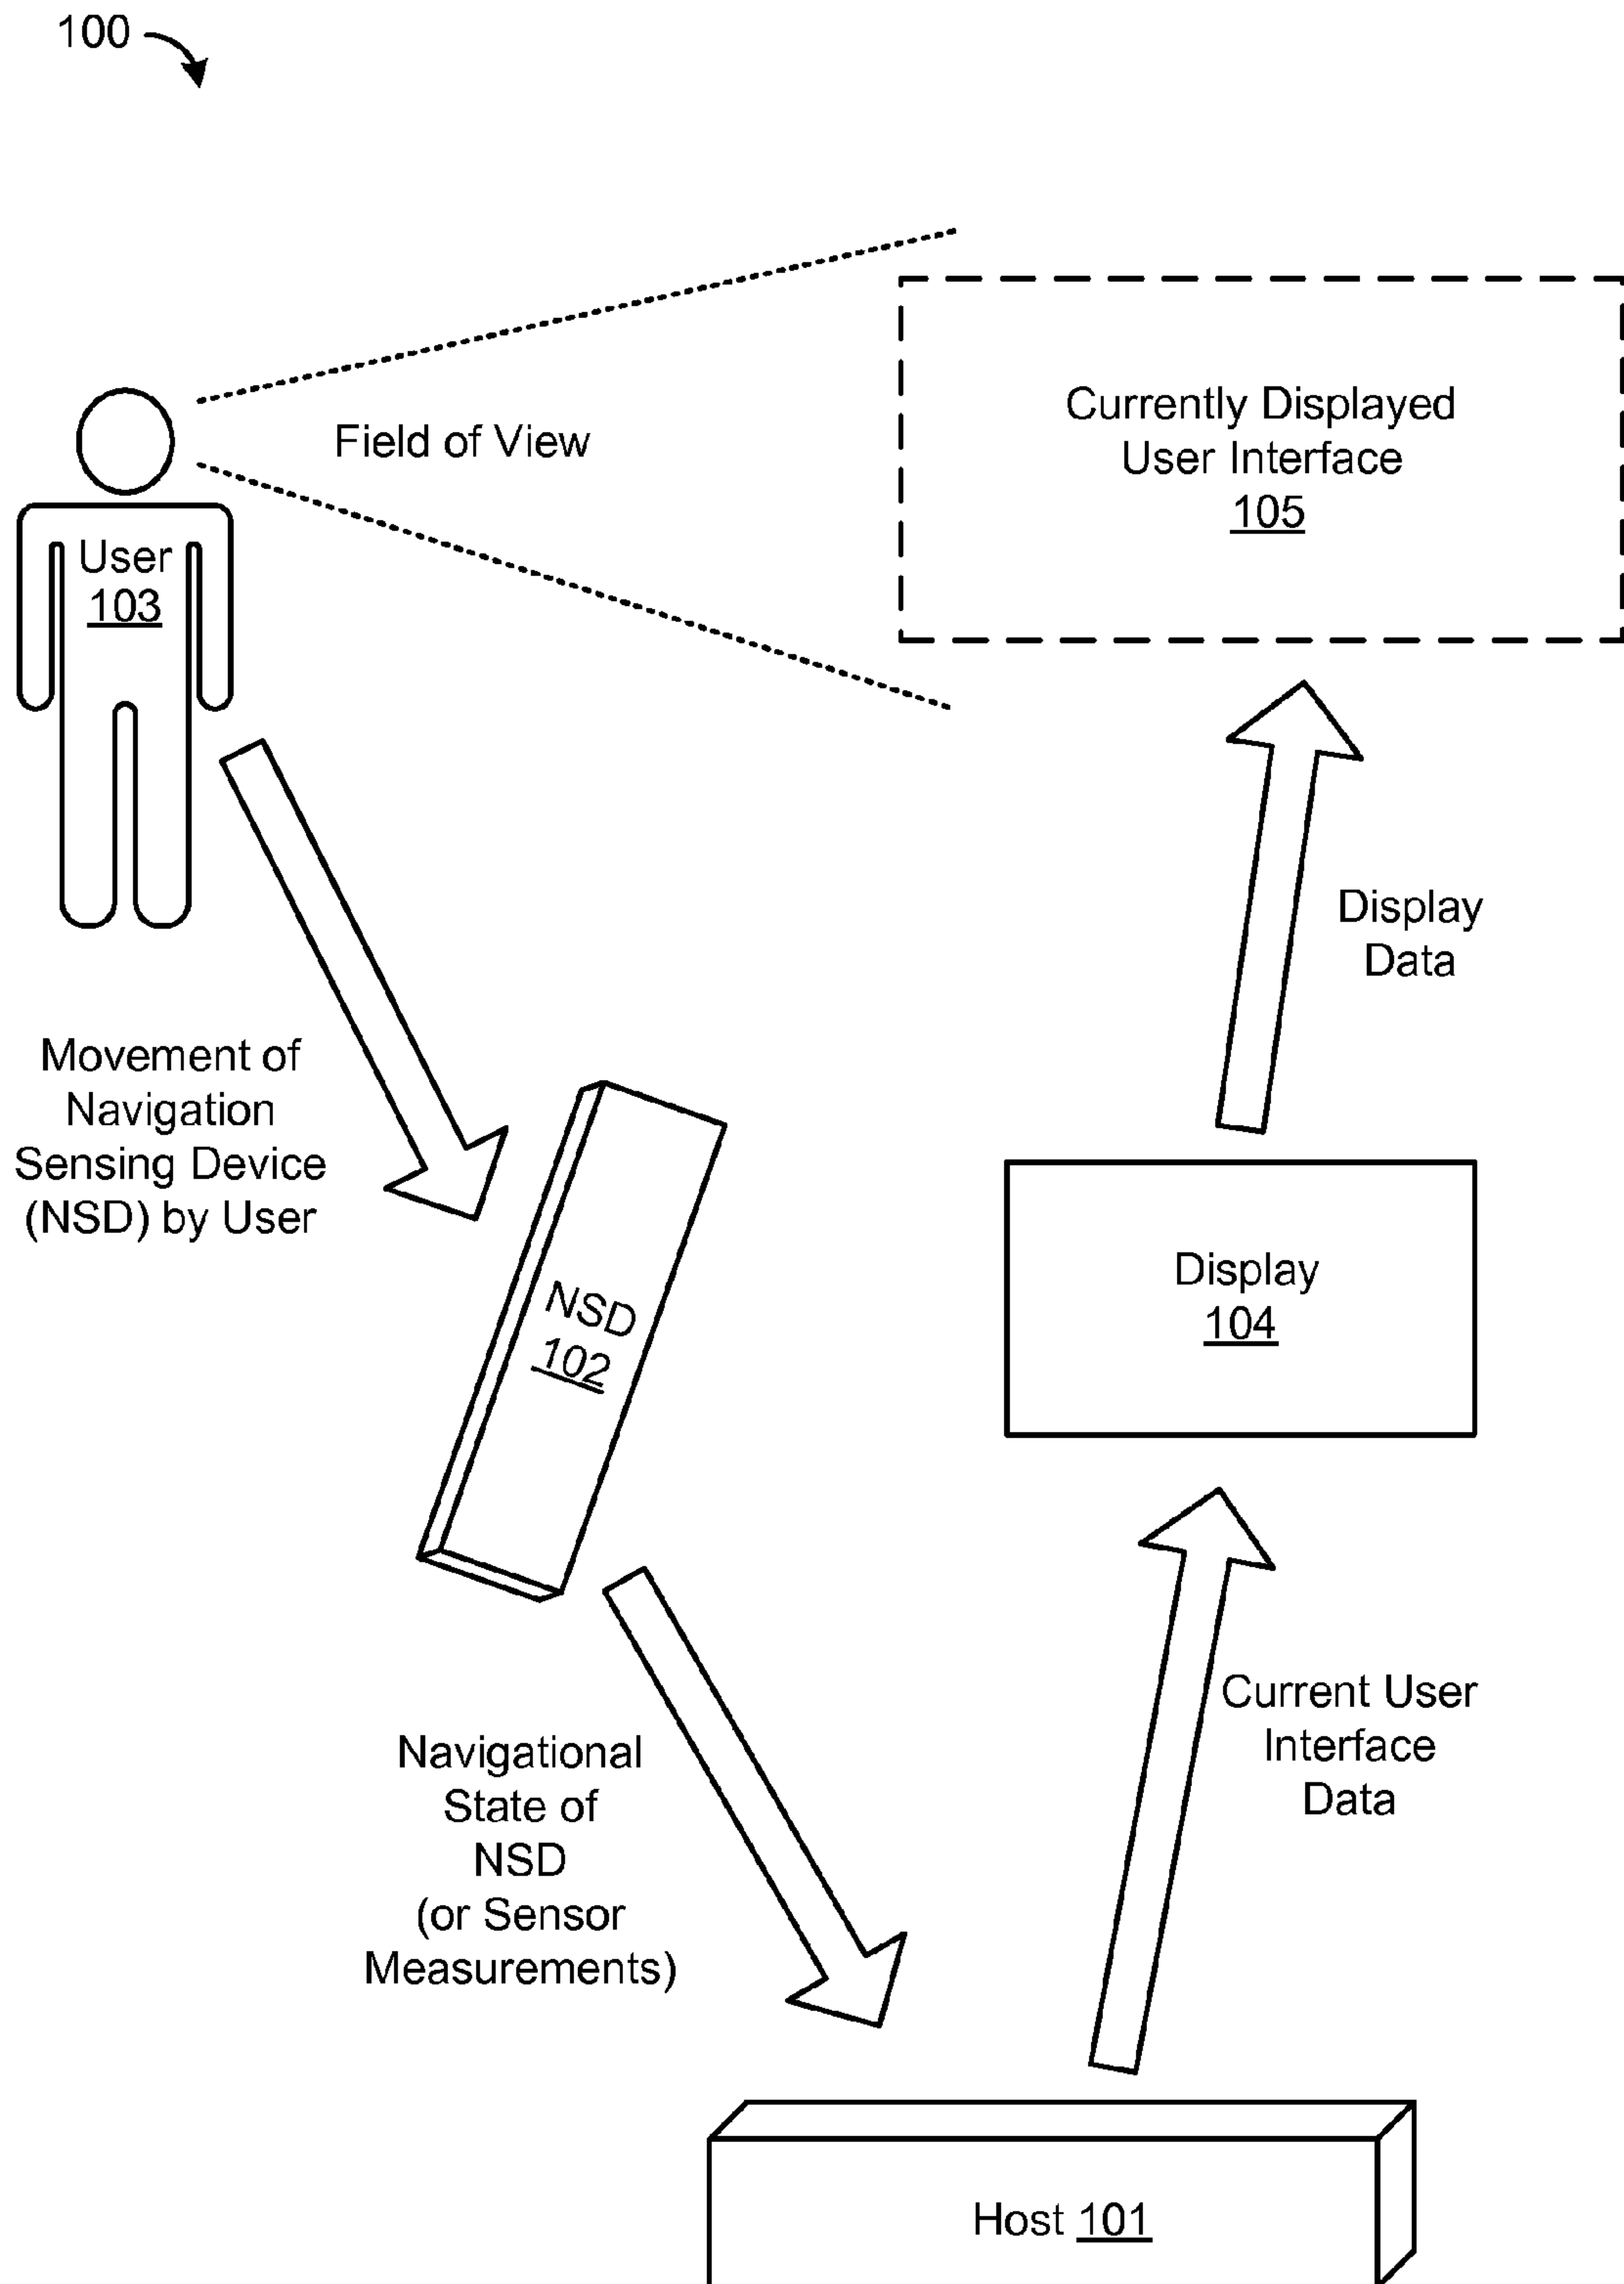 100
Currently Displayed
User Interface
105
Field of View
User
103
Display
Data
Movement of
Navigation
Sensing Device
(NSD) by User
NSD
102
Display
104
Current User
Interface
Data
Navigational
State of
NSD
(or Sensor
Measurements)
Host 101